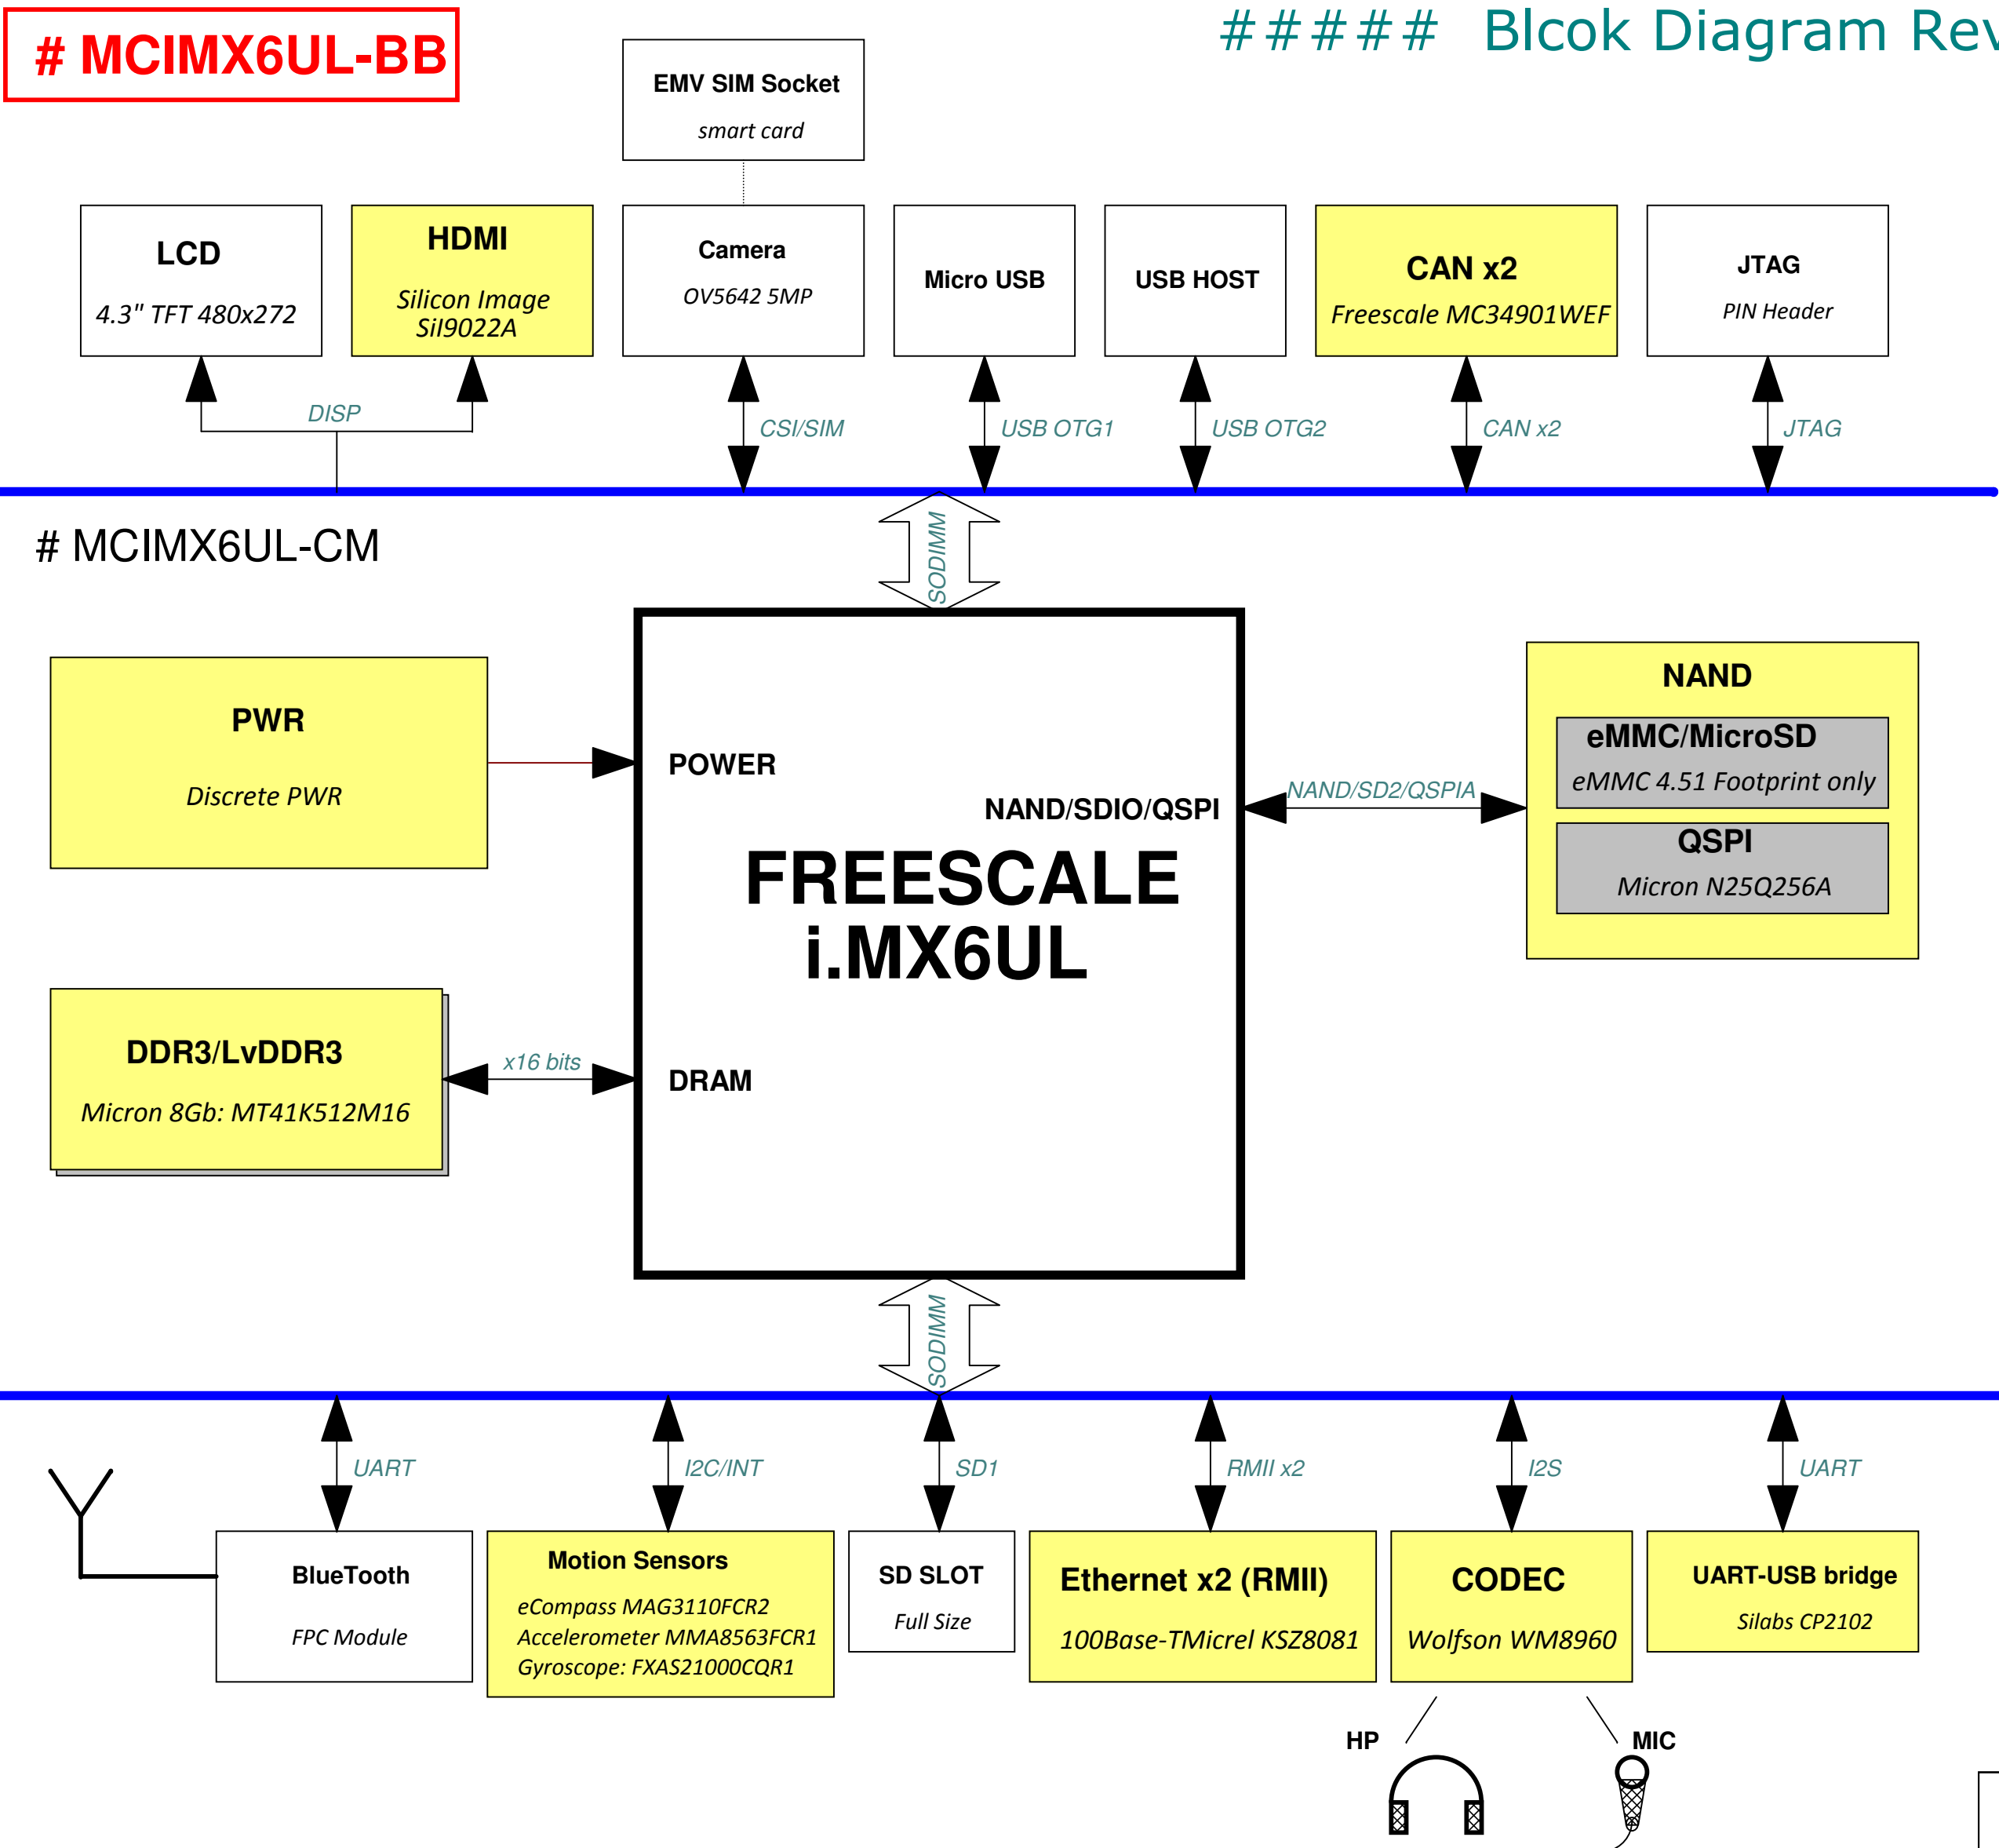 # MCIMX6UL-BB
##### Blcok Diagram Rev
EMV SIM Socket
smart card
LCD
4.3" TFT 480x272
HDMI
Silicon Image
SiI9022A
Camera
OV5642 5MP
Micro USB
USB HOST
CAN x2
Freescale MC34901WEF
JTAG
PIN Header
DISP
CSI/SIM
USB OTG1
USB OTG2
CAN x2
JTAG
SODIMM
# MCIMX6UL-CM
PWR
Discrete PWR
POWER
NAND/SDIO/QSPI
FREESCALE
i.MX6UL
NAND/SD2/QSPIA
NAND
eMMC/MicroSD
eMMC 4.51 Footprint only
QSPI
Micron N25Q256A
DDR3/LvDDR3
Micron 8Gb: MT41K512M16
x16 bits
DRAM
SODIMM
UART
I2C/INT
SD1
RMII x2
I2S
UART
BlueTooth
FPC Module
Motion Sensors
eCompass MAG3110FCR2
Accelerometer MMA8563FCR1
Gyroscope: FXAS21000CQR1
SD SLOT
Full Size
Ethernet x2 (RMII)
100Base-TMicrel KSZ8081
CODEC
Wolfson WM8960
UART-USB bridge
Silabs CP2102
HP
MIC